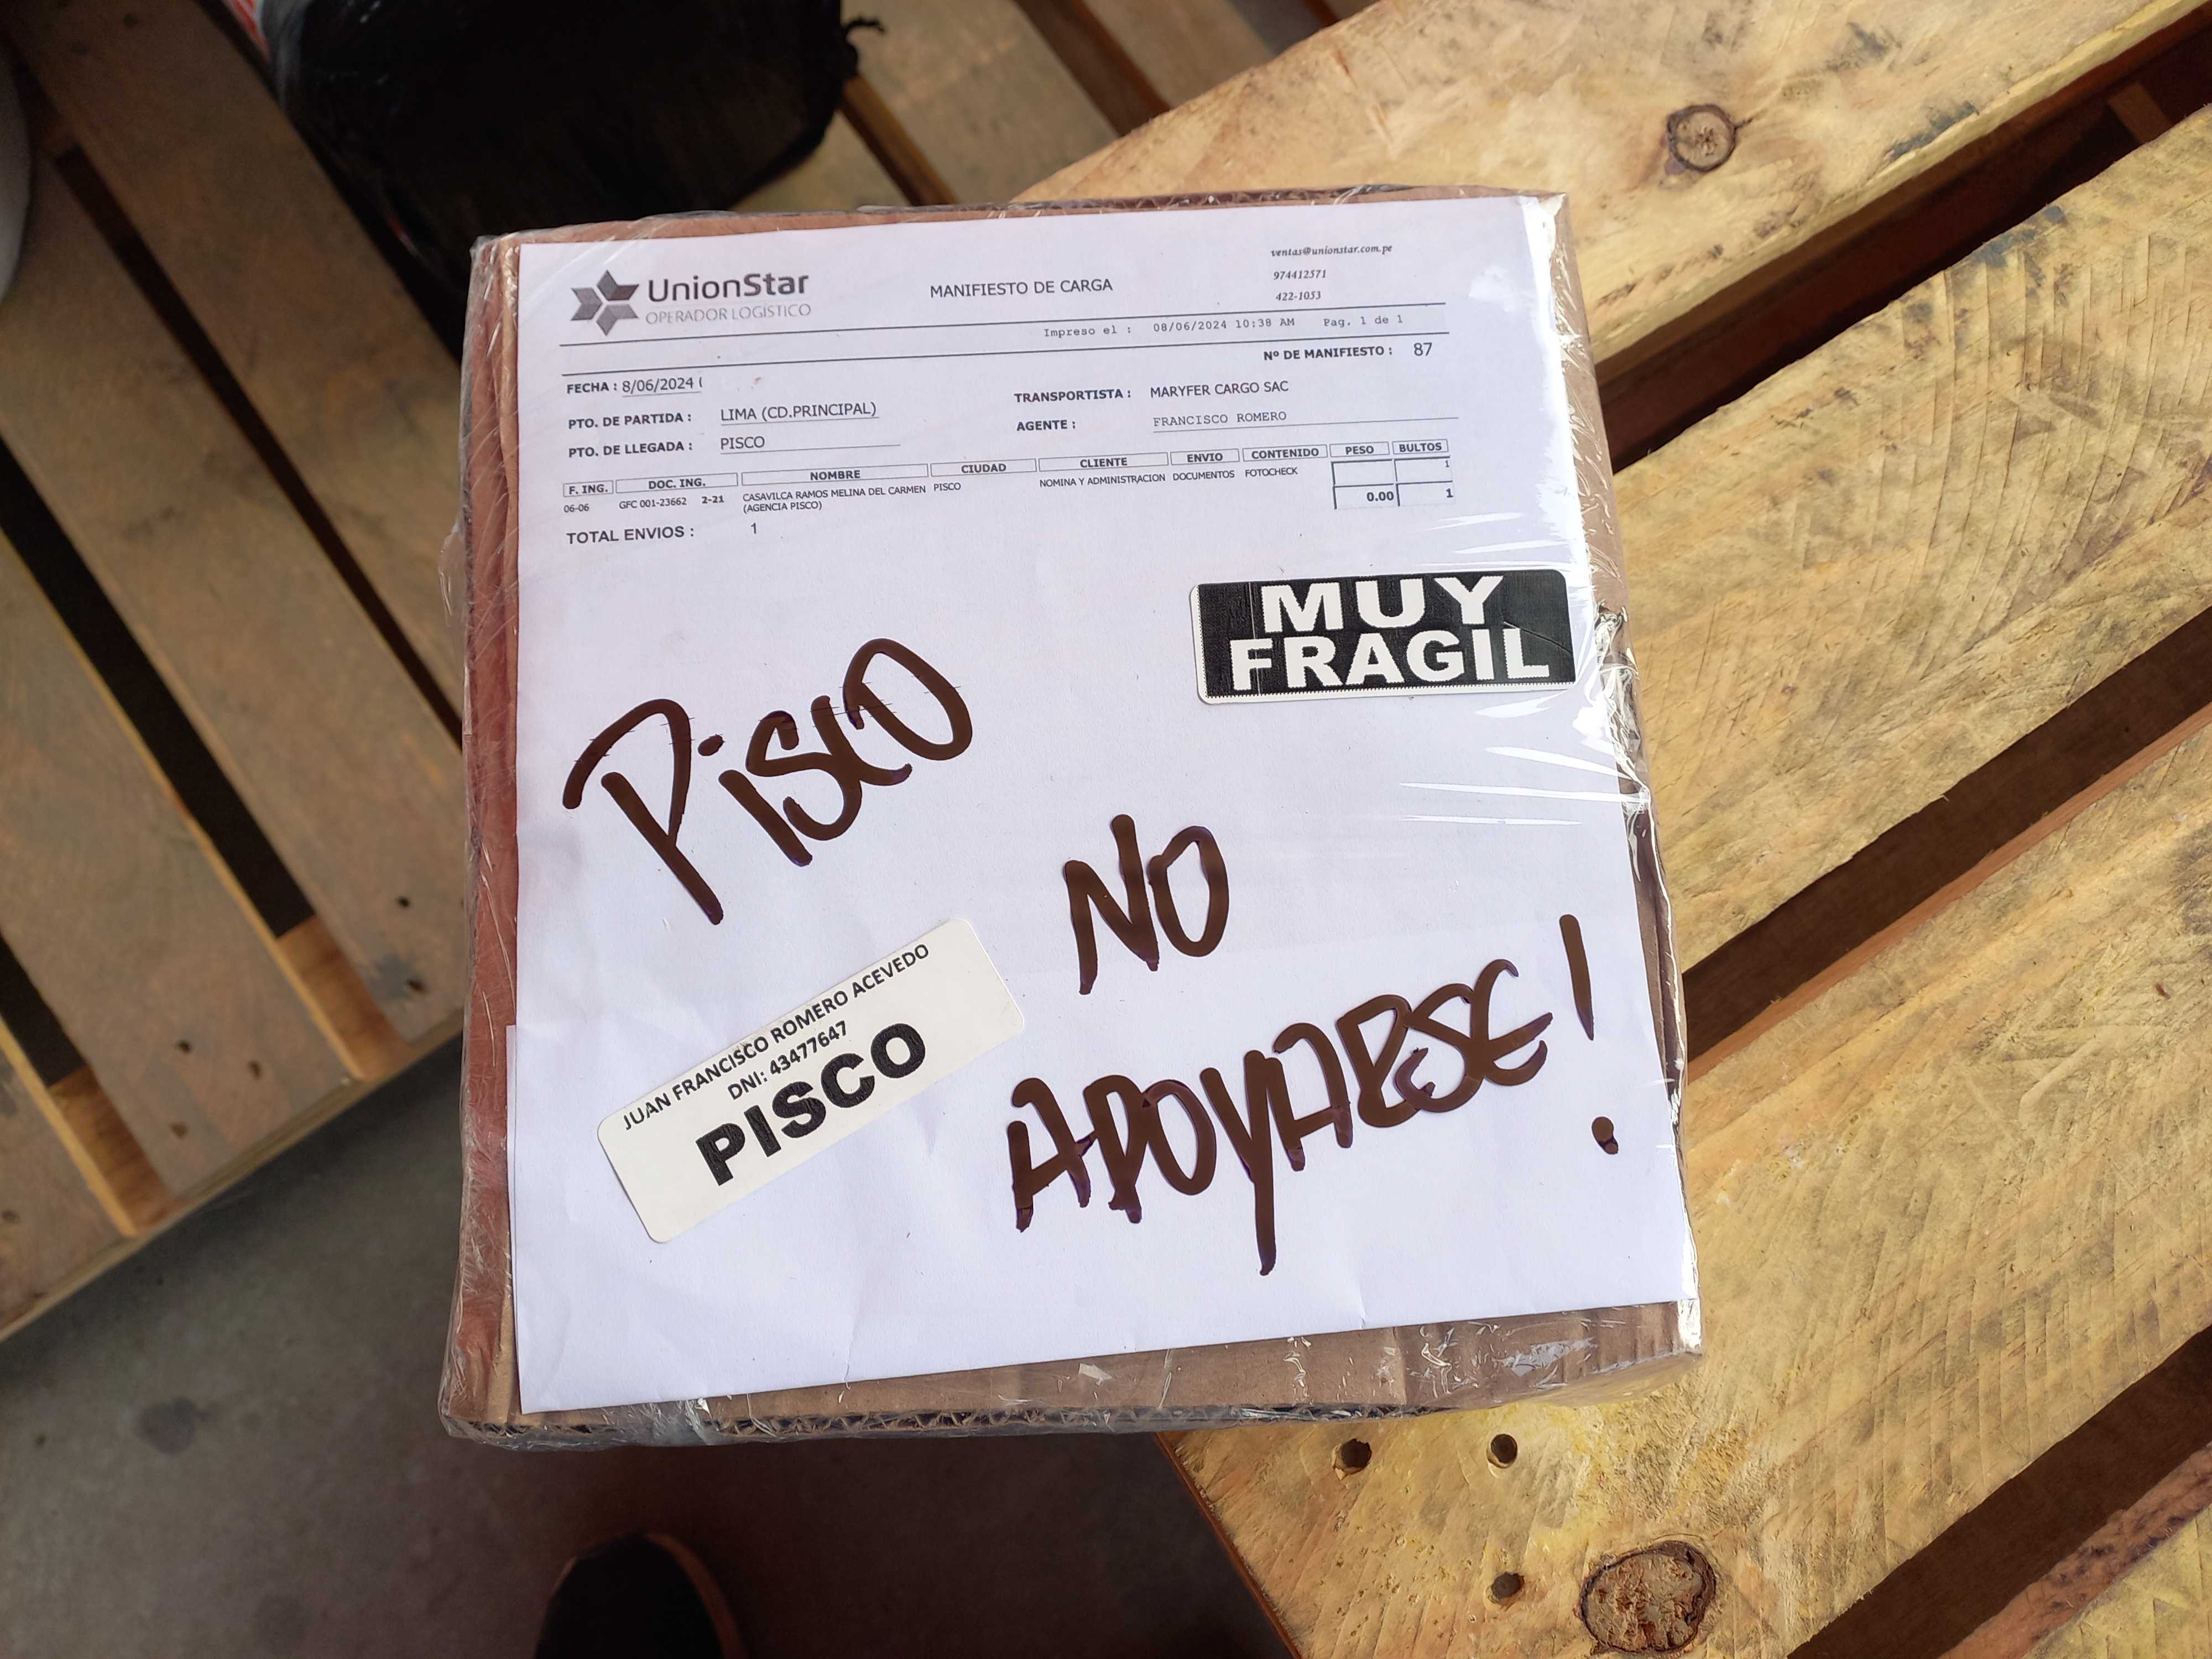 UnionStar
OPERADOR LOGÍSTICO
MANIFIESTO DE CARGA
ventas@unionstar.com.pe
974412571
422-1053
Impreso el : 08/06/2024 10:38 AM Pag. 1 de 1
Nº DE MANIFIESTO : 87
FECHA : 8/06/2024 (
TRANSPORTISTA : MARYFER CARGO SAC
PTO. DE PARTIDA : LIMA (CD.PRINCIPAL)
AGENTE : FRANCISCO ROMERO
PTO. DE LLEGADA : PISCO
F. ING. DOC. ING. NOMBRE CIUDAD CLIENTE ENVIO CONTENIDO PESO BULTOS
06-06 GFC 001-23662 2-21 CASAVILCA RAMOS MELINA DEL CARMEN PISCO NOMINA Y ADMINISTRACION DOCUMENTOS FOTOCHECK 1
(AGENCIA PISCO)
0.00 1
TOTAL ENVIOS : 1
MUY
FRAGIL
PISCO
NO
APOYARSE!
JUAN FRANCISCO ROMERO ACEVEDO
DNI: 43477647
PISCO